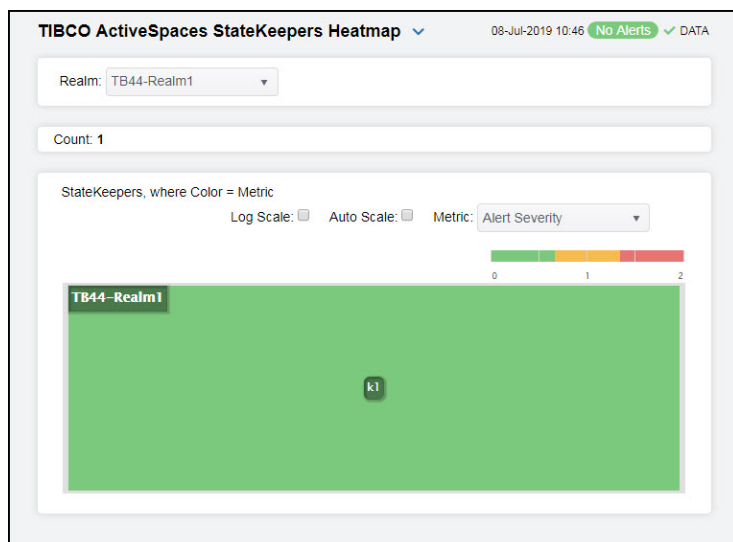 TIBCO ActiveSpaces StateKeepers Heatmap 08-Jul-2019 10:46 No Alerts DATA
Realm: TB44-Realm1
Count: 1
StateKeepers, where Color = Metric
Log Scale: Auto Scale: Metric: Alert Severity
0 1 2
TB44-Realm1
k1